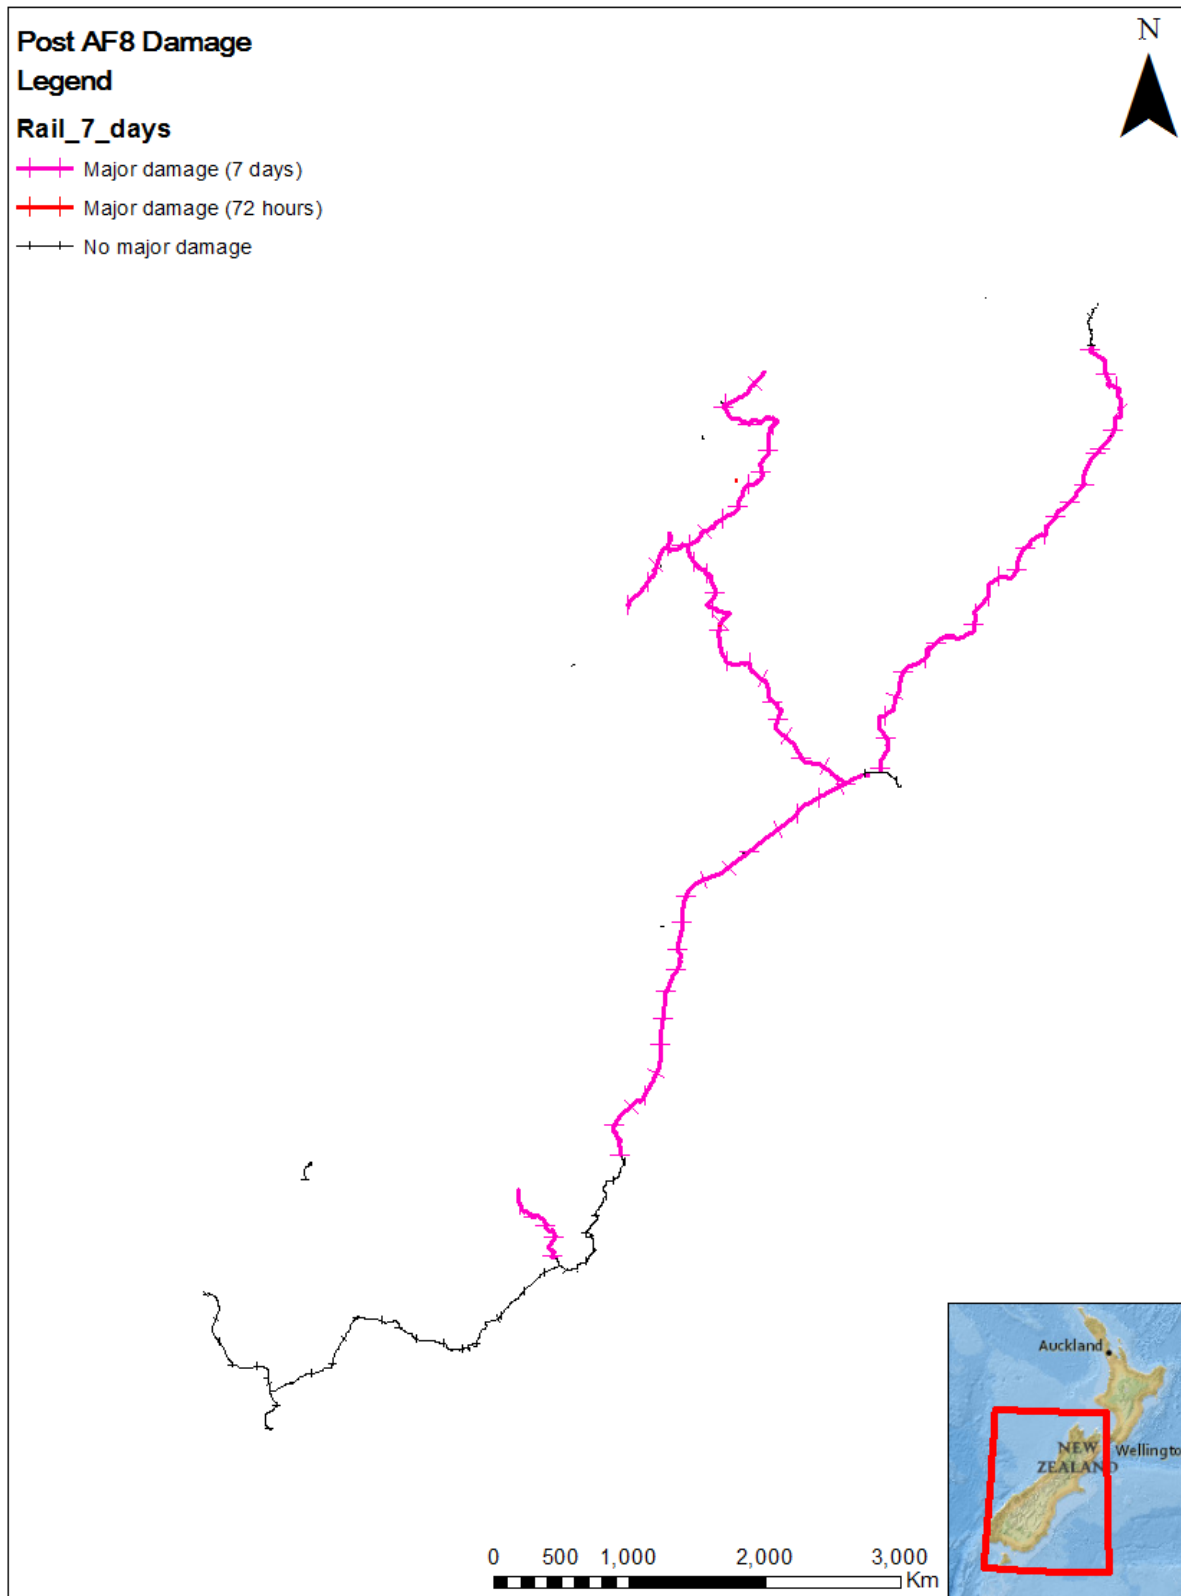 Post AF8 Damage
Legend
Rail_7_days
Major damage (7 days)
Major damage (72 hours)
No major damage
N
Auckland
NEW
ZEALAND
Wellingto
0 500 1,000 2,000 3,000
Km